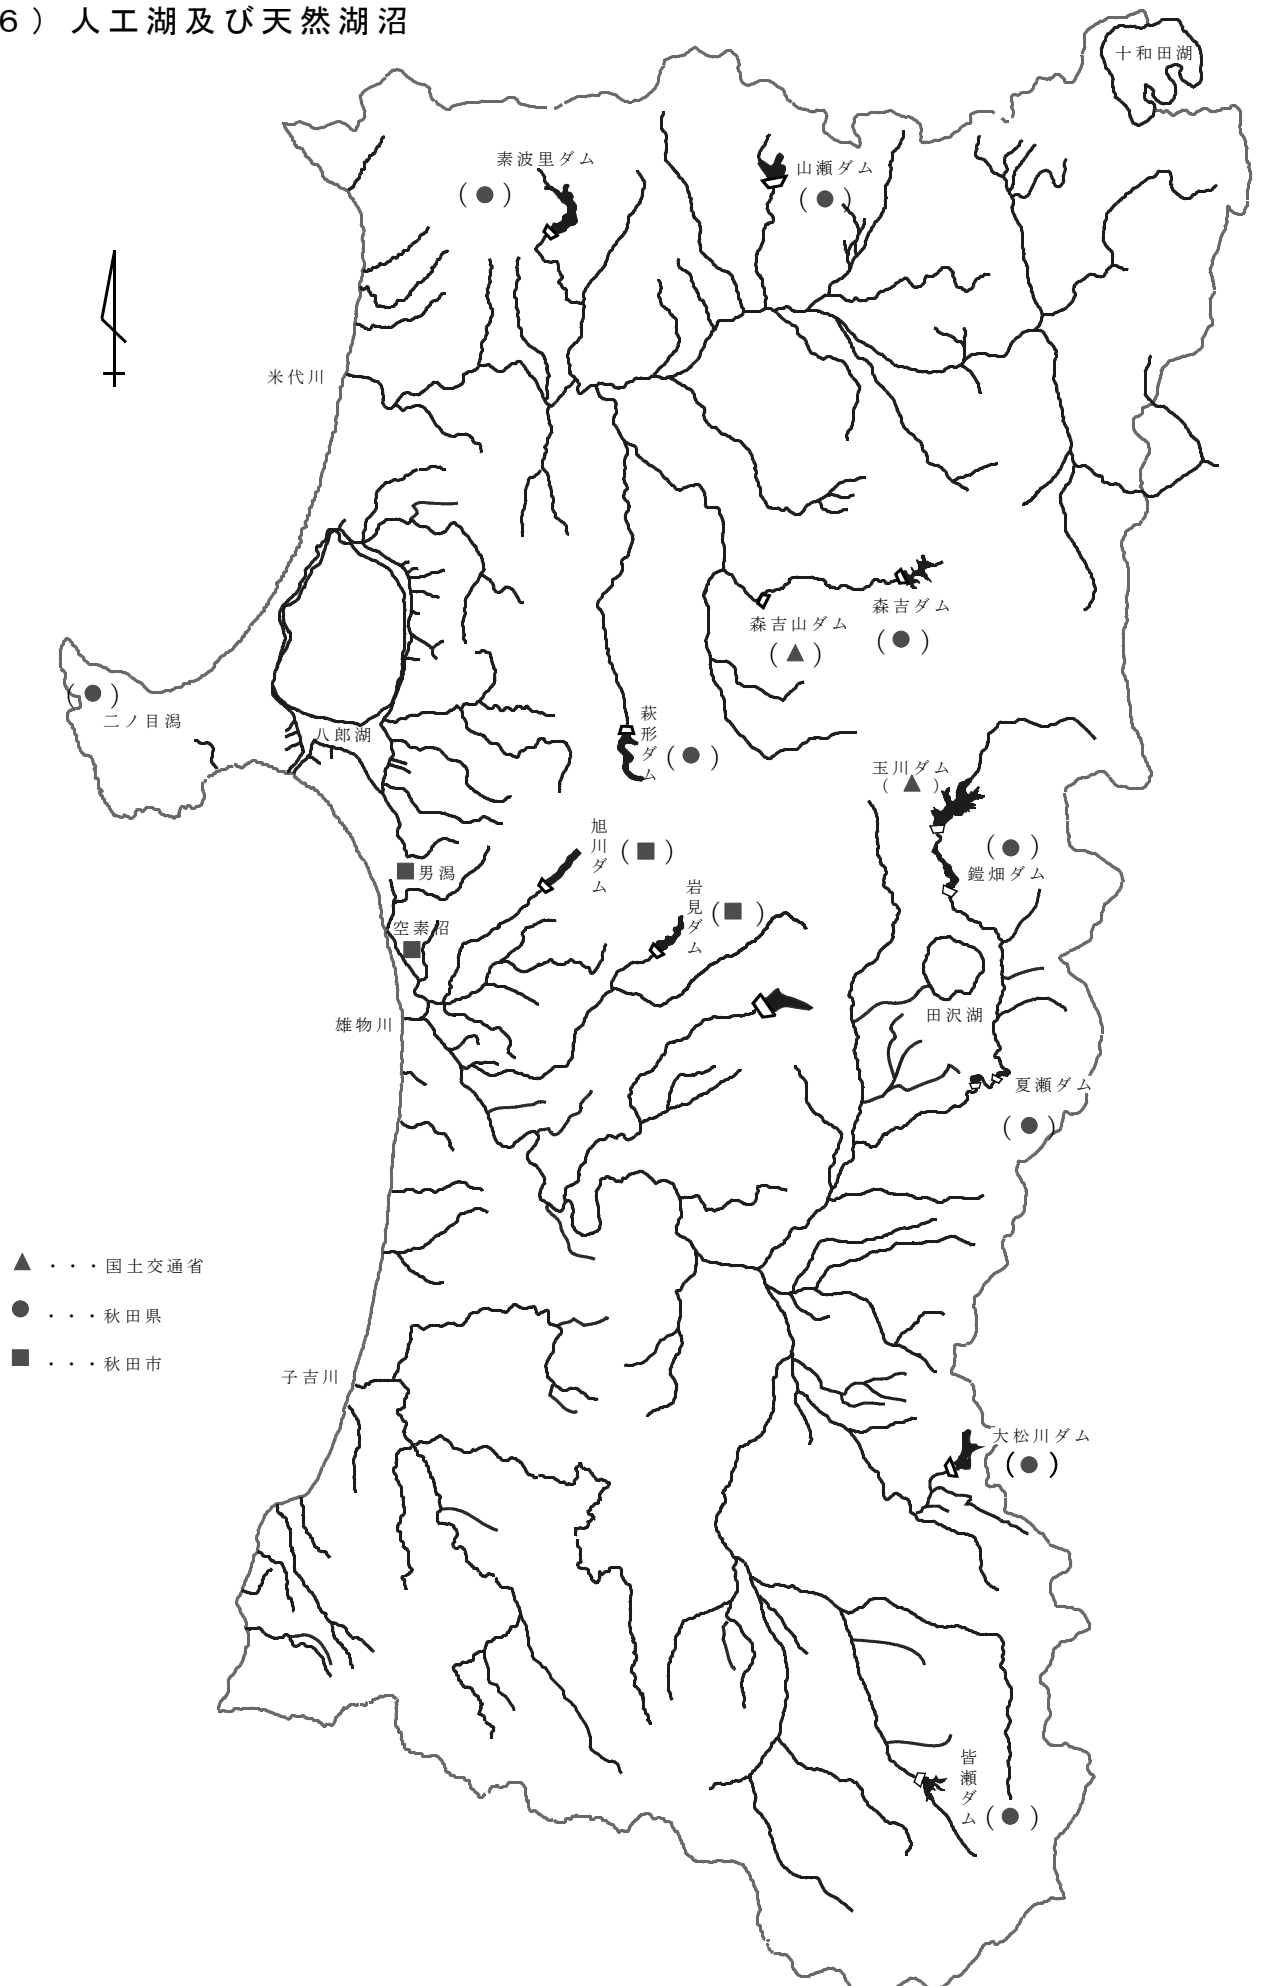 6）人工湖及び天然湖沼
十和田湖
素波里ダム
(●)
山瀬ダム
(●)
米代川
森吉ダム
(●)
森吉山ダム
(▲)
(●)
二ノ目潟
八郎湖
萩形ダム
(●)
玉川ダム
(▲)
旭川ダム
(■)
(●)
鎧畑ダム
■男潟
岩見ダム
(■)
空素沼
■
雄物川
田沢湖
夏瀬ダム
(●)
▲・・・国土交通省
●・・・秋田県
■・・・秋田市
子吉川
大松川ダム
(●)
皆瀬ダム
(●)